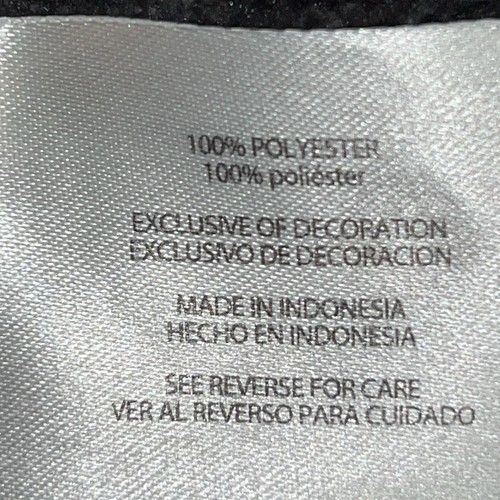 100% POLYESTER
100% poliéster
EXCLUSIVE OF DECORATION
EXCLUSIVO DE DECORACION
MADE IN INDONESIA
HECHO EN INDONESIA
SEE REVERSE FOR CARE
VER AL REVERSO PARA CUIDADO